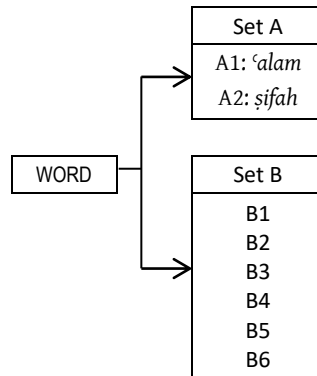 Set A
A1: ʿalam
A2: ṣifah
WORD
Set B
B1
B2
B3
B4
B5
B6